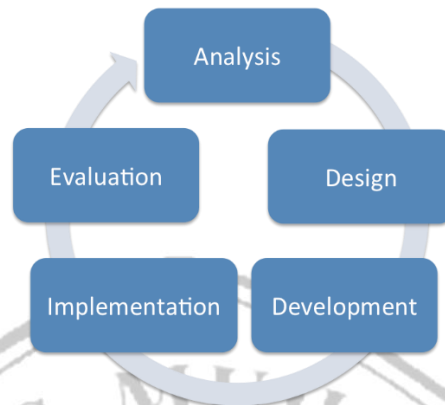 Analysis
Design
Development
Implementation
Evaluation